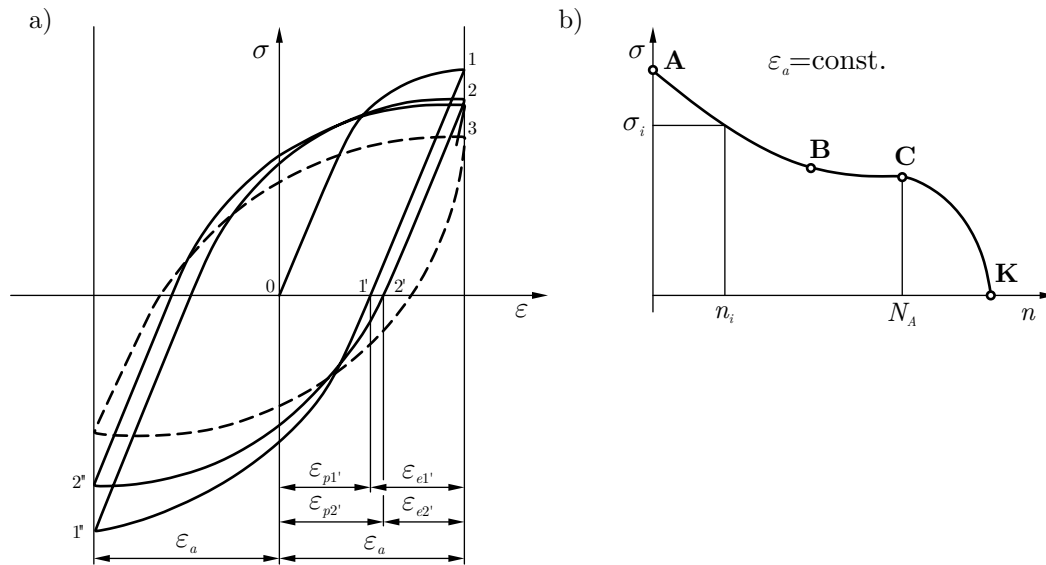 a)
σ
1
2
3
0
1'
2'
ε
2"
1"
ε_p1'
ε_e1'
ε_p2'
ε_e2'
ε_a
ε_a
b)
σ
A
ε_a=const.
σ_i
B
C
K
n_i
N_A
n